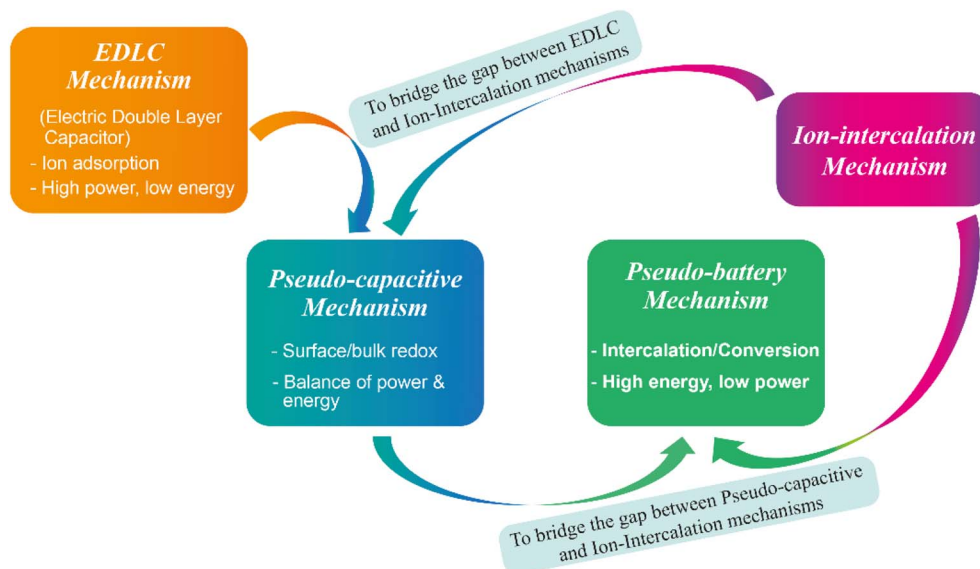 EDLC
Mechanism
(Electric Double Layer
Capacitor)
- Ion adsorption
- High power, low energy
To bridge the gap between EDLC
and Ion-Intercalation mechanisms
Ion-intercalation
Mechanism
Pseudo-capacitive
Mechanism
- Surface/bulk redox
- Balance of power &
energy
Pseudo-battery
Mechanism
- Intercalation/Conversion
- High energy, low power
To bridge the gap between Pseudo-capacitive
and Ion-Intercalation mechanisms